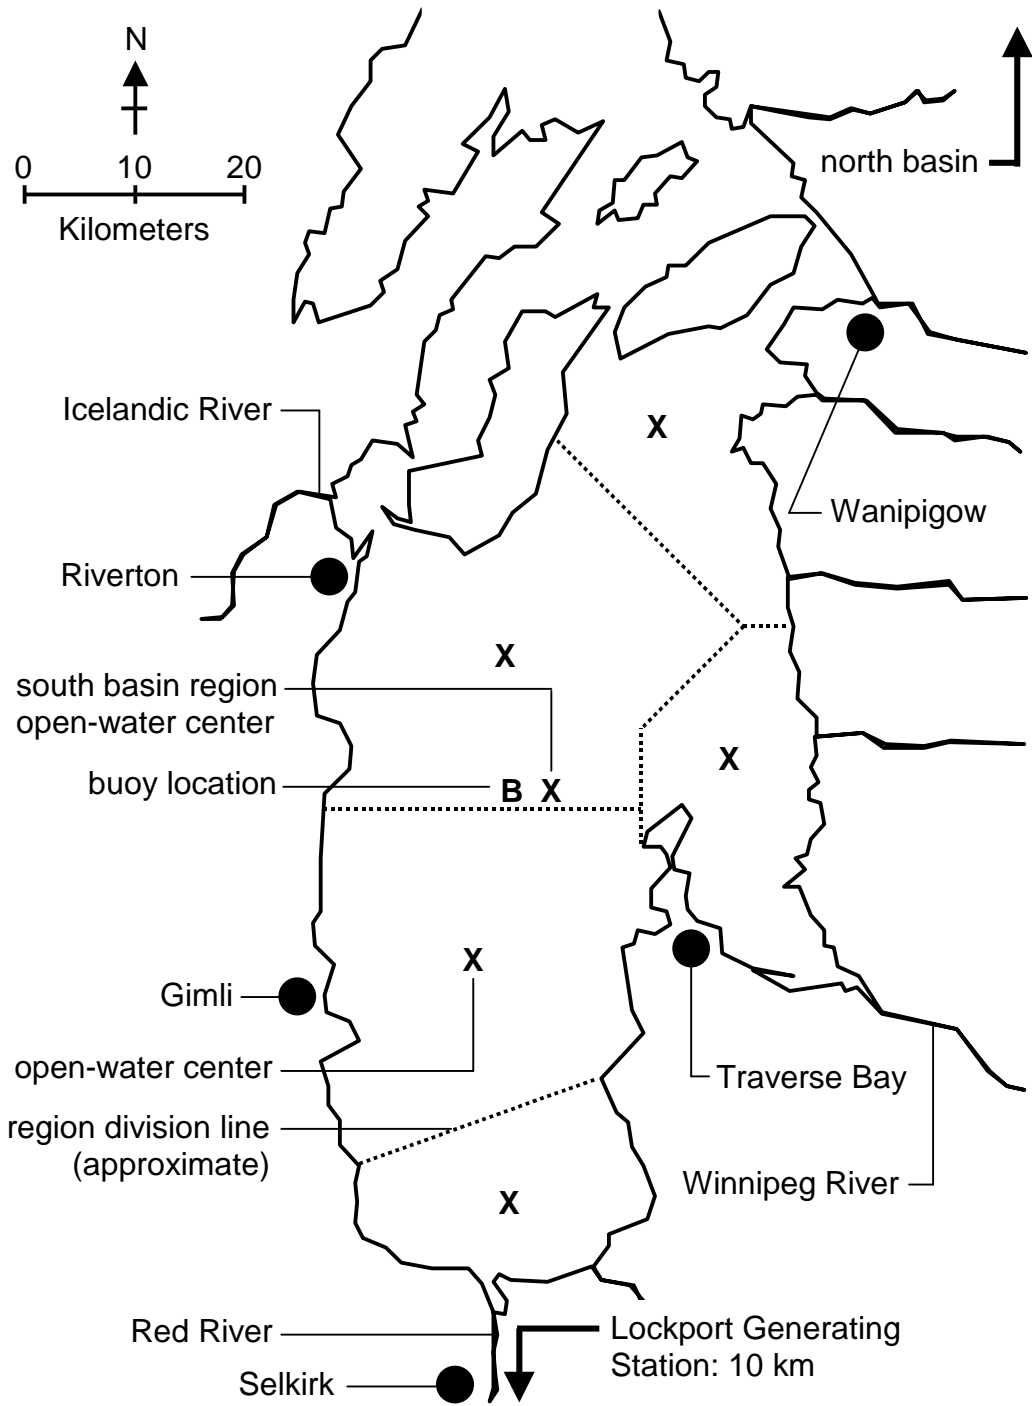 N
0 10 20
Kilometers
north basin
Icelandic River
X
Wanipigow
Riverton
X
south basin region
open-water center
X
buoy location
B X
X
Gimli
open-water center
Traverse Bay
region division line
(approximate)
Winnipeg River
X
Red River
Lockport Generating
Station: 10 km
Selkirk